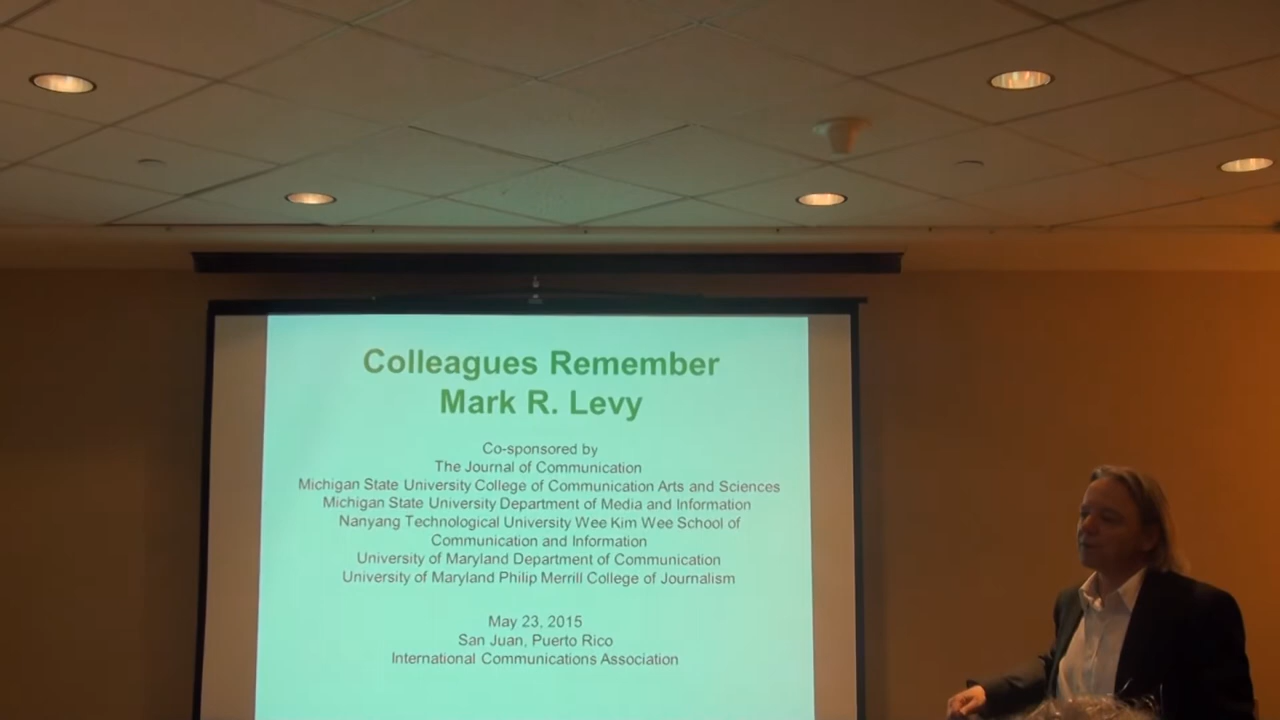 Colleagues Remember
Mark R. Levy
Co-sponsored by
The Journal of Communication
Michigan State University College of Communication Arts and Sciences
Michigan State University Department of Media and Information
Nanyang Technological University Wee Kim Wee School of
Communication and Information
University of Maryland Department of Communication
University of Maryland Philip Merrill College of Journalism
May 23, 2015
San Juan, Puerto Rico
International Communications Association